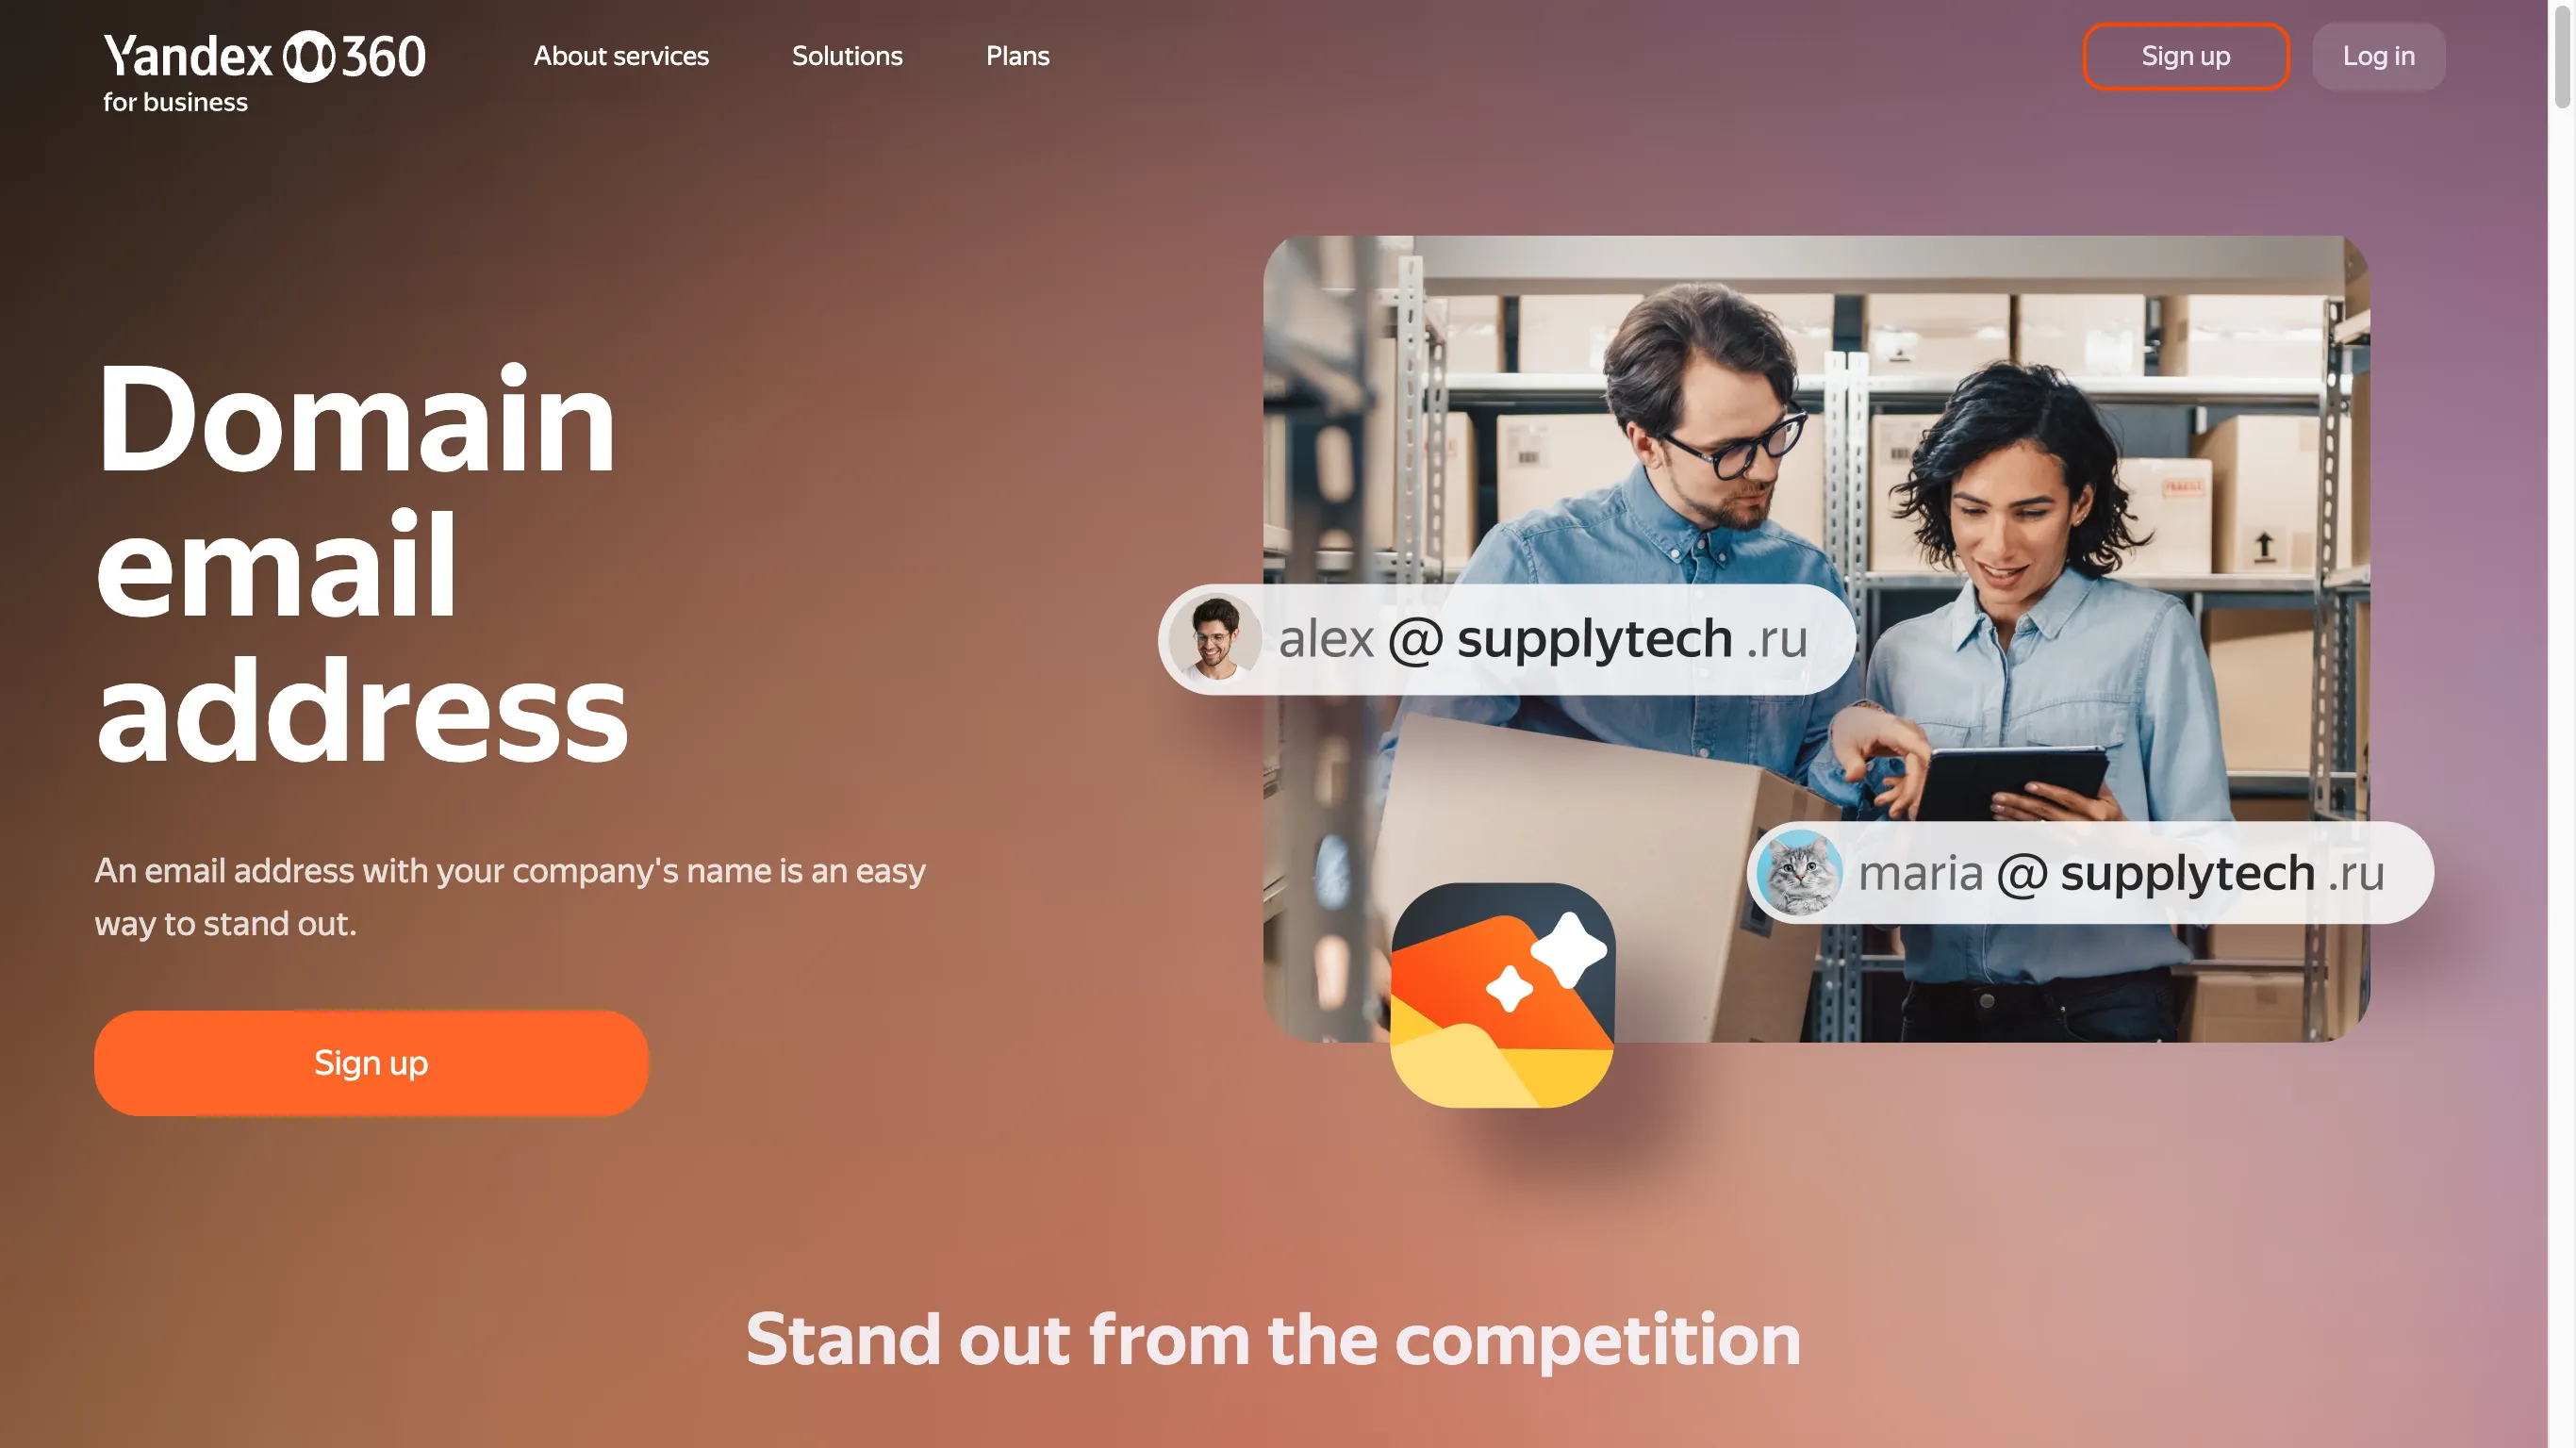 Yandex 360
for business
About services
Solutions
Plans
Sign up
Log in
Domain
email
address
An email address with your company's name is an easy
way to stand out.
Sign up
alex @ supplytech .ru
maria @ supplytech .ru
FRAGILE
Stand out from the competition